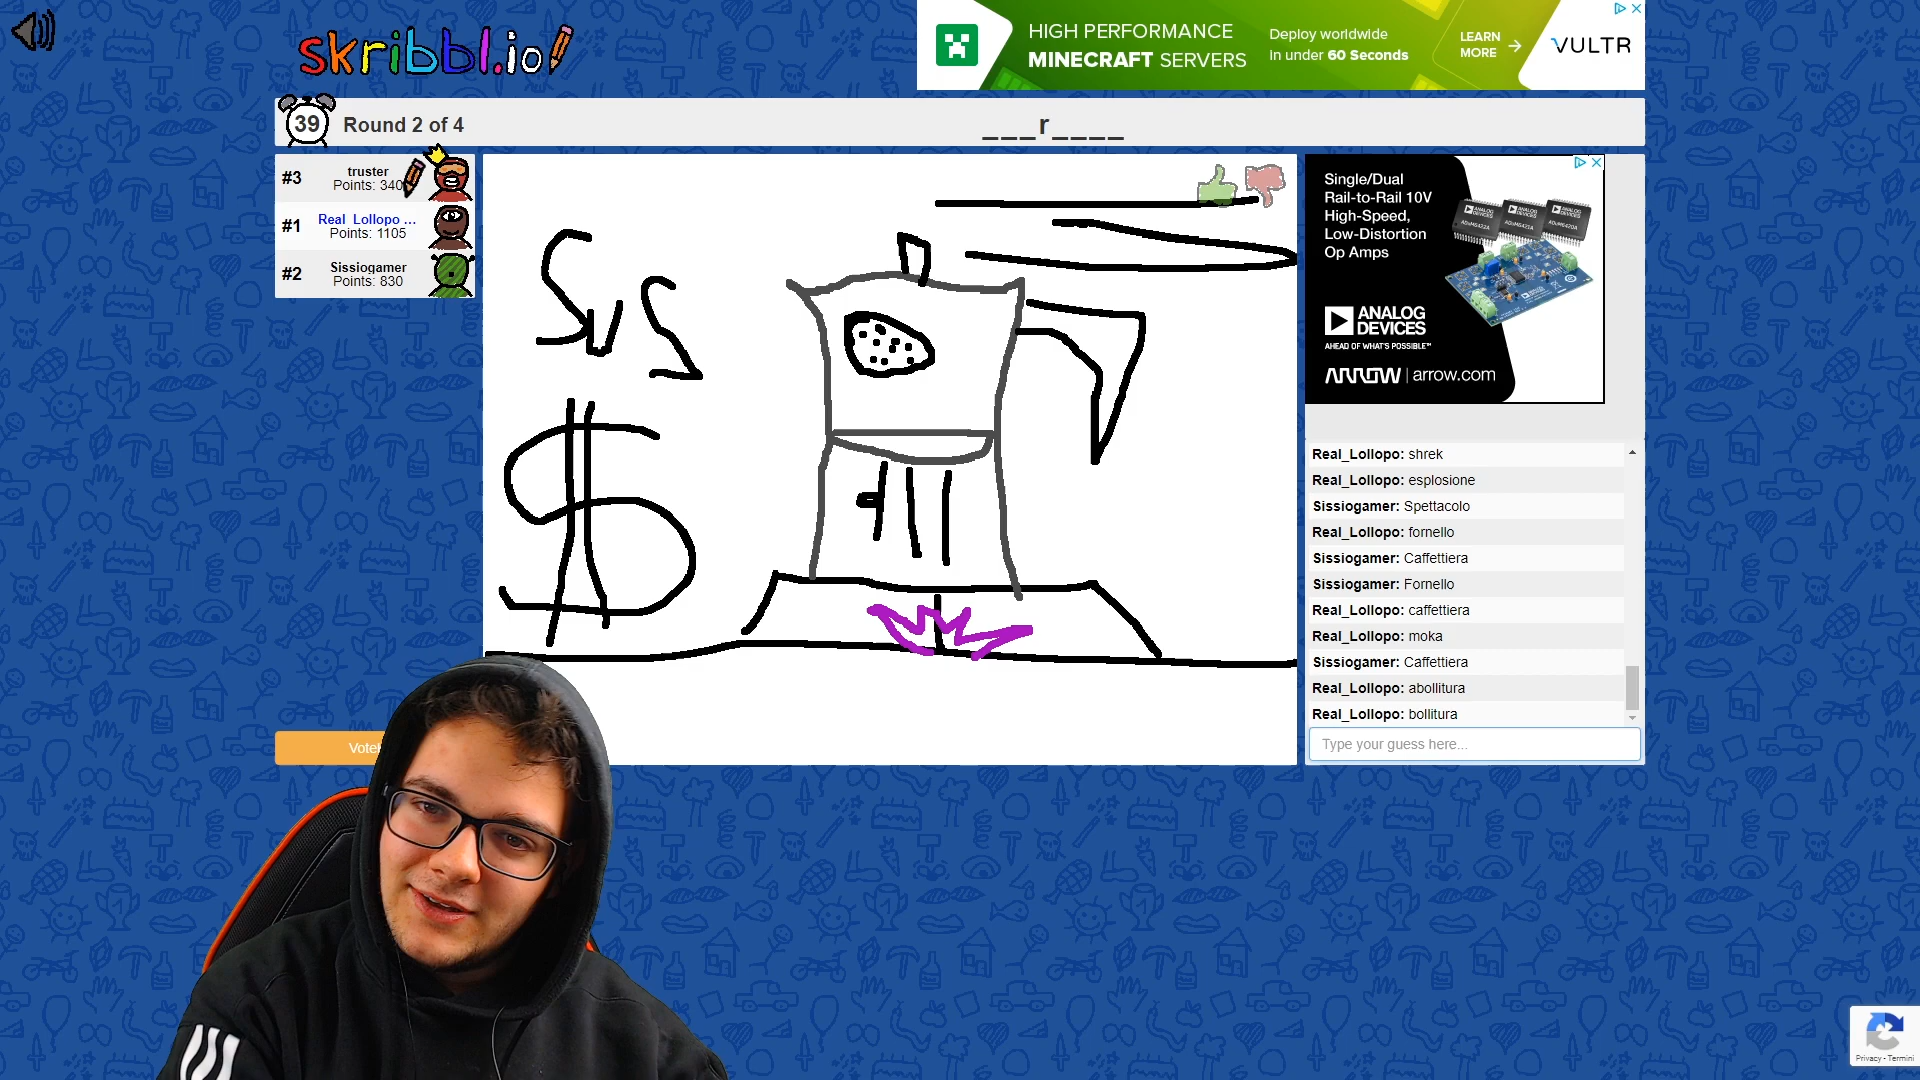 skribbl.io
HIGH PERFORMANCE
MINECRAFT SERVERS
Deploy worldwide
in under 60 Seconds
LEARN
MORE
VULTR
39
Round 2 of 4
___r____
#3
truster
Points: 340
#1
Real_Lollopo ...
Points: 1105
#2
Sissiogamer
Points: 830
Sus
$
Vote
Single/Dual
Rail-to-Rail 10V
High-Speed,
Low-Distortion
Op Amps
ANALOG
DEVICES
AHEAD OF WHAT'S POSSIBLE™
ARROW | arrow.com
Real_Lollopo: shrek
Real_Lollopo: esplosione
Sissiogamer: Spettacolo
Real_Lollopo: fornello
Sissiogamer: Caffettiera
Sissiogamer: Fornello
Real_Lollopo: caffettiera
Real_Lollopo: moka
Sissiogamer: Caffettiera
Real_Lollopo: abollitura
Real_Lollopo: bollitura
Type your guess here...
Privacy - Termini